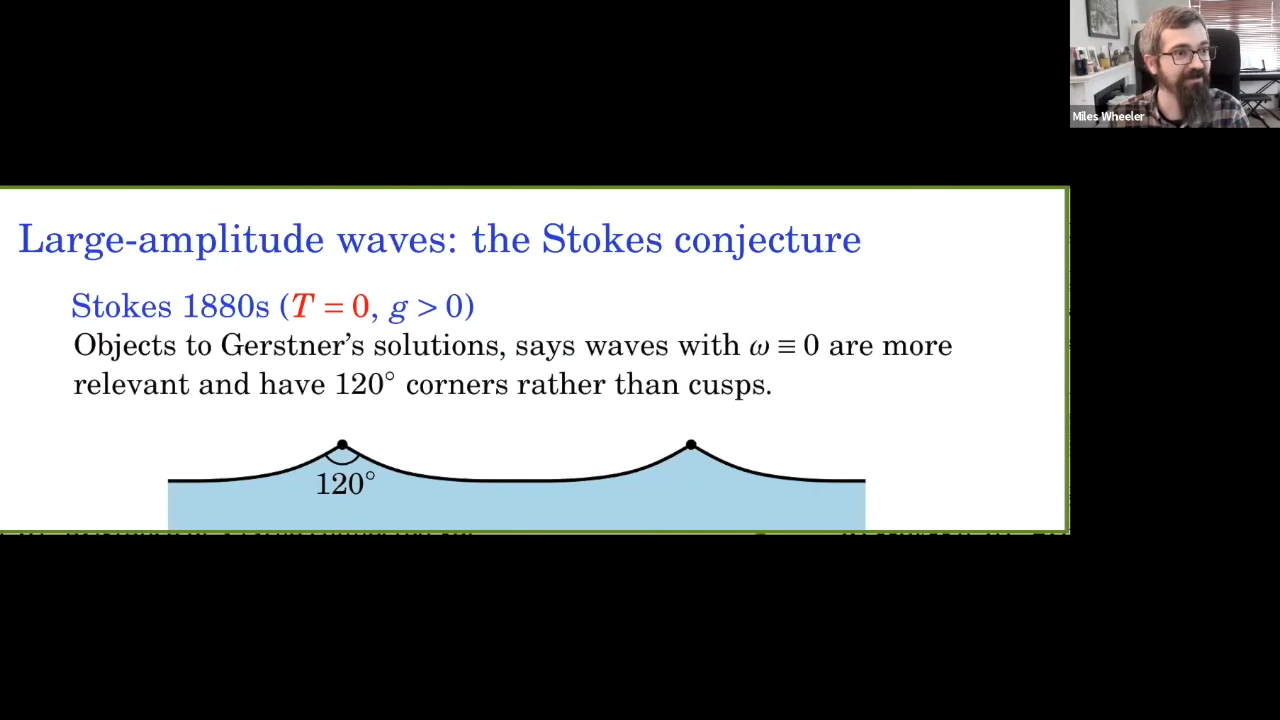 Miles Wheeler
Large-amplitude waves: the Stokes conjecture
Stokes 1880s (T = 0, g > 0)
Objects to Gerstner's solutions, says waves with ω ≡ 0 are more
relevant and have 120° corners rather than cusps.
120°